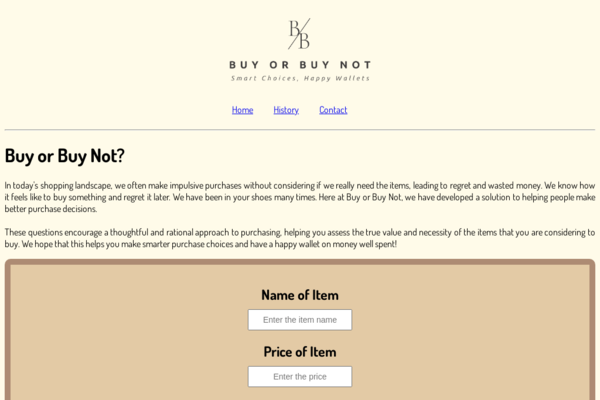 B/B
BUY OR BUY NOT
Smart Choices, Happy Wallets
Home History Contact
Buy or Buy Not?
In today's shopping landscape, we often make impulsive purchases without considering if we really need the items, leading to regret and wasted money. We know how
it feels like to buy something and regret it later. We have been in your shoes many times. Here at Buy or Buy Not, we have developed a solution to helping people make
better purchase decisions.
These questions encourage a thoughtful and rational approach to purchasing, helping you assess the true value and necessity of the items that you are considering to
buy. We hope that this helps you make smarter purchase choices and have a happy wallet on money well spent!
Name of Item
Enter the item name
Price of Item
Enter the price